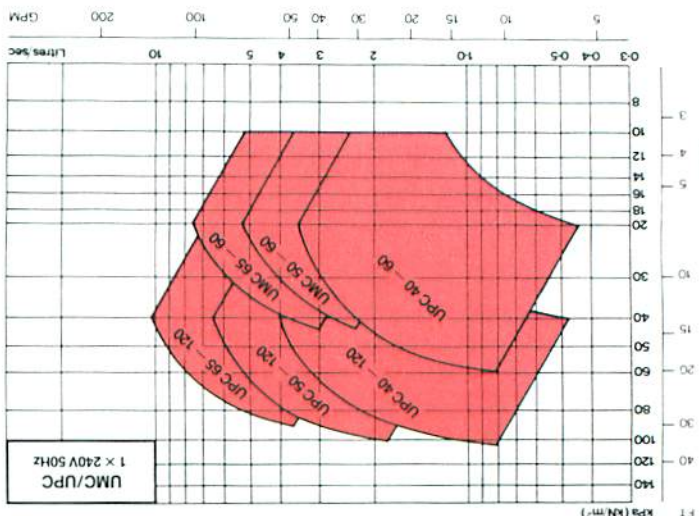 FT.
kPs (kN/m²)
140
120
100
80
60
50
40
30
20
18
16
14
12
10
8
40
30
20
15
10
5
4
3
UMC/UPC
1 × 240V 50Hz
UPC 40 – 120
UPC 50 – 120
UPC 65 – 120
UPC 40 – 60
UMC 50 – 60
UMC 65 – 60
0·3 0·4 0·5 1·0 2 3 4 5 10 Litres/sec
5 10 15 20 30 40 50 100 200 GPM